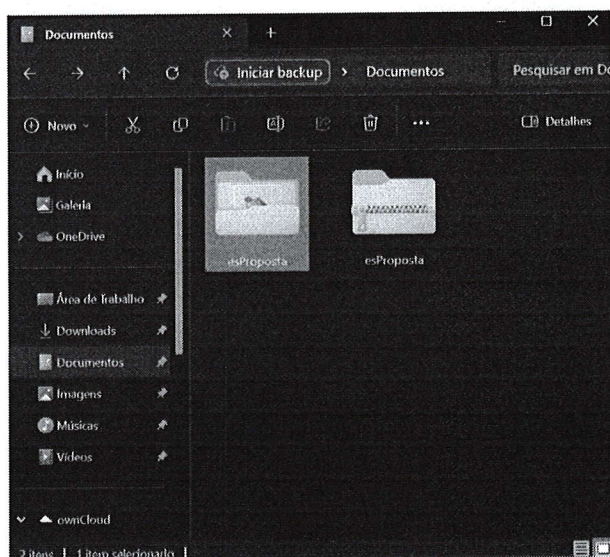 Documentos
Iniciar backup > Documentos
Pesquisar em Do
Novo
Detalhes
Início
Galeria
OneDrive
Área de Trabalho
Downloads
Documentos
Imagens
Músicas
Vídeos
ownCloud
esProposta
esProposta
2 itens | 1 item selecionado |